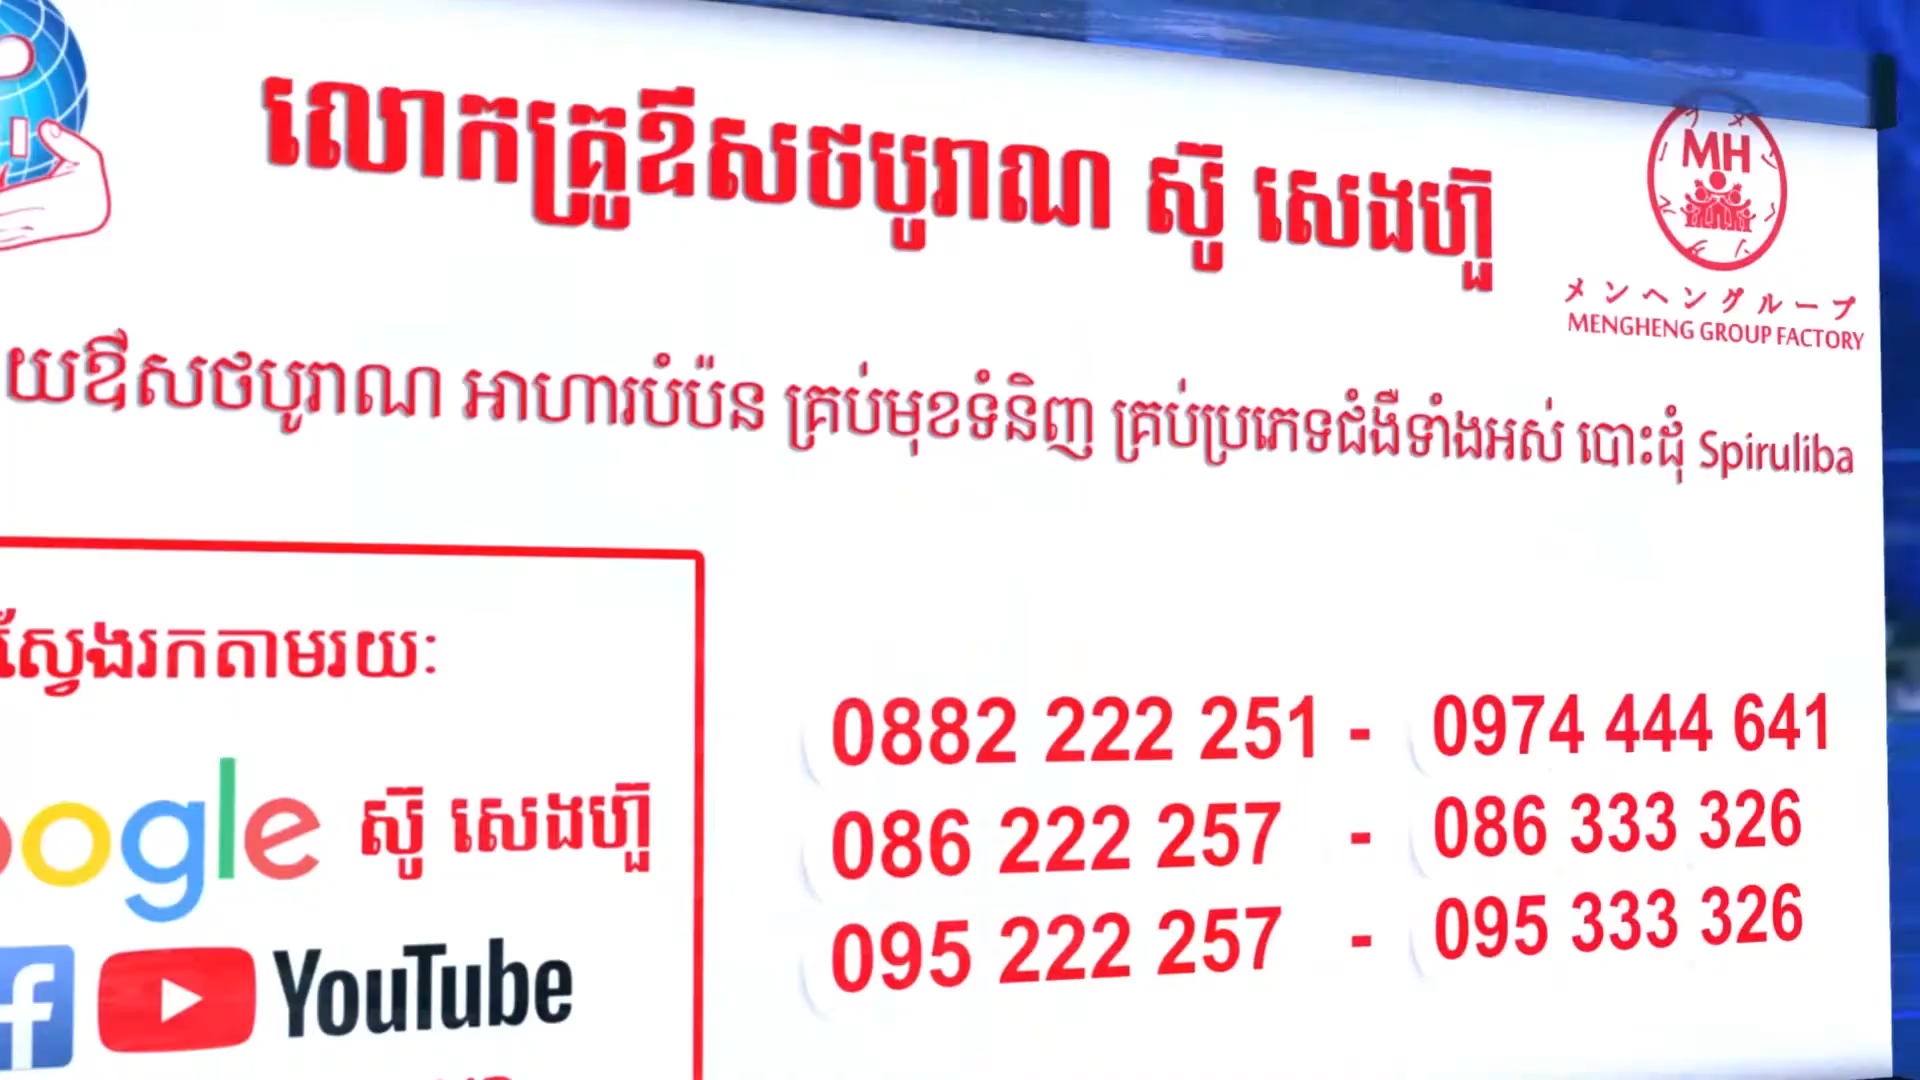 លោកគ្រូឱីសថបូរាណ ស៊ូ សេងហ៊្ួ
MH
メンヘングループ
MENGHENG GROUP FACTORY
យឱីសថបូរាណ អាហារបំប៉ន គ្រប់មុខទំនិញ គ្រប់ប្រភេទជំងឺទាំងអស់ បោះដុំ Spiruliba
ស្វែងរកតាមរយៈ
oogle ស៊ូ សេងហ៊្ួ
f YouTube
0882 222 251 - 0974 444 641
086 222 257 - 086 333 326
095 222 257 - 095 333 326